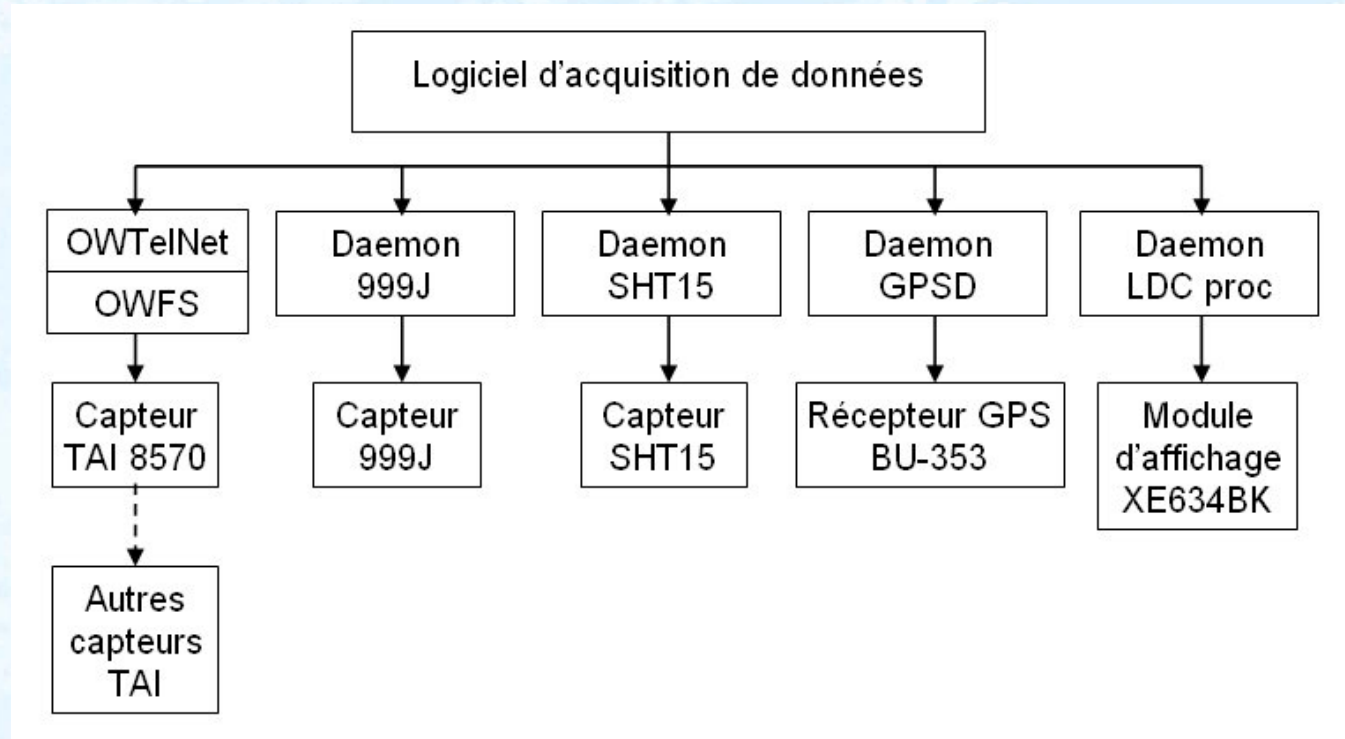 Logiciel d'acquisition de données
OWTelNet
OWFS
Daemon
999J
Daemon
SHT15
Daemon
GPSD
Daemon
LDC proc
Capteur
TAI 8570
Capteur
999J
Capteur
SHT15
Récepteur GPS
BU-353
Module
d'affichage
XE634BK
Autres
capteurs
TAI